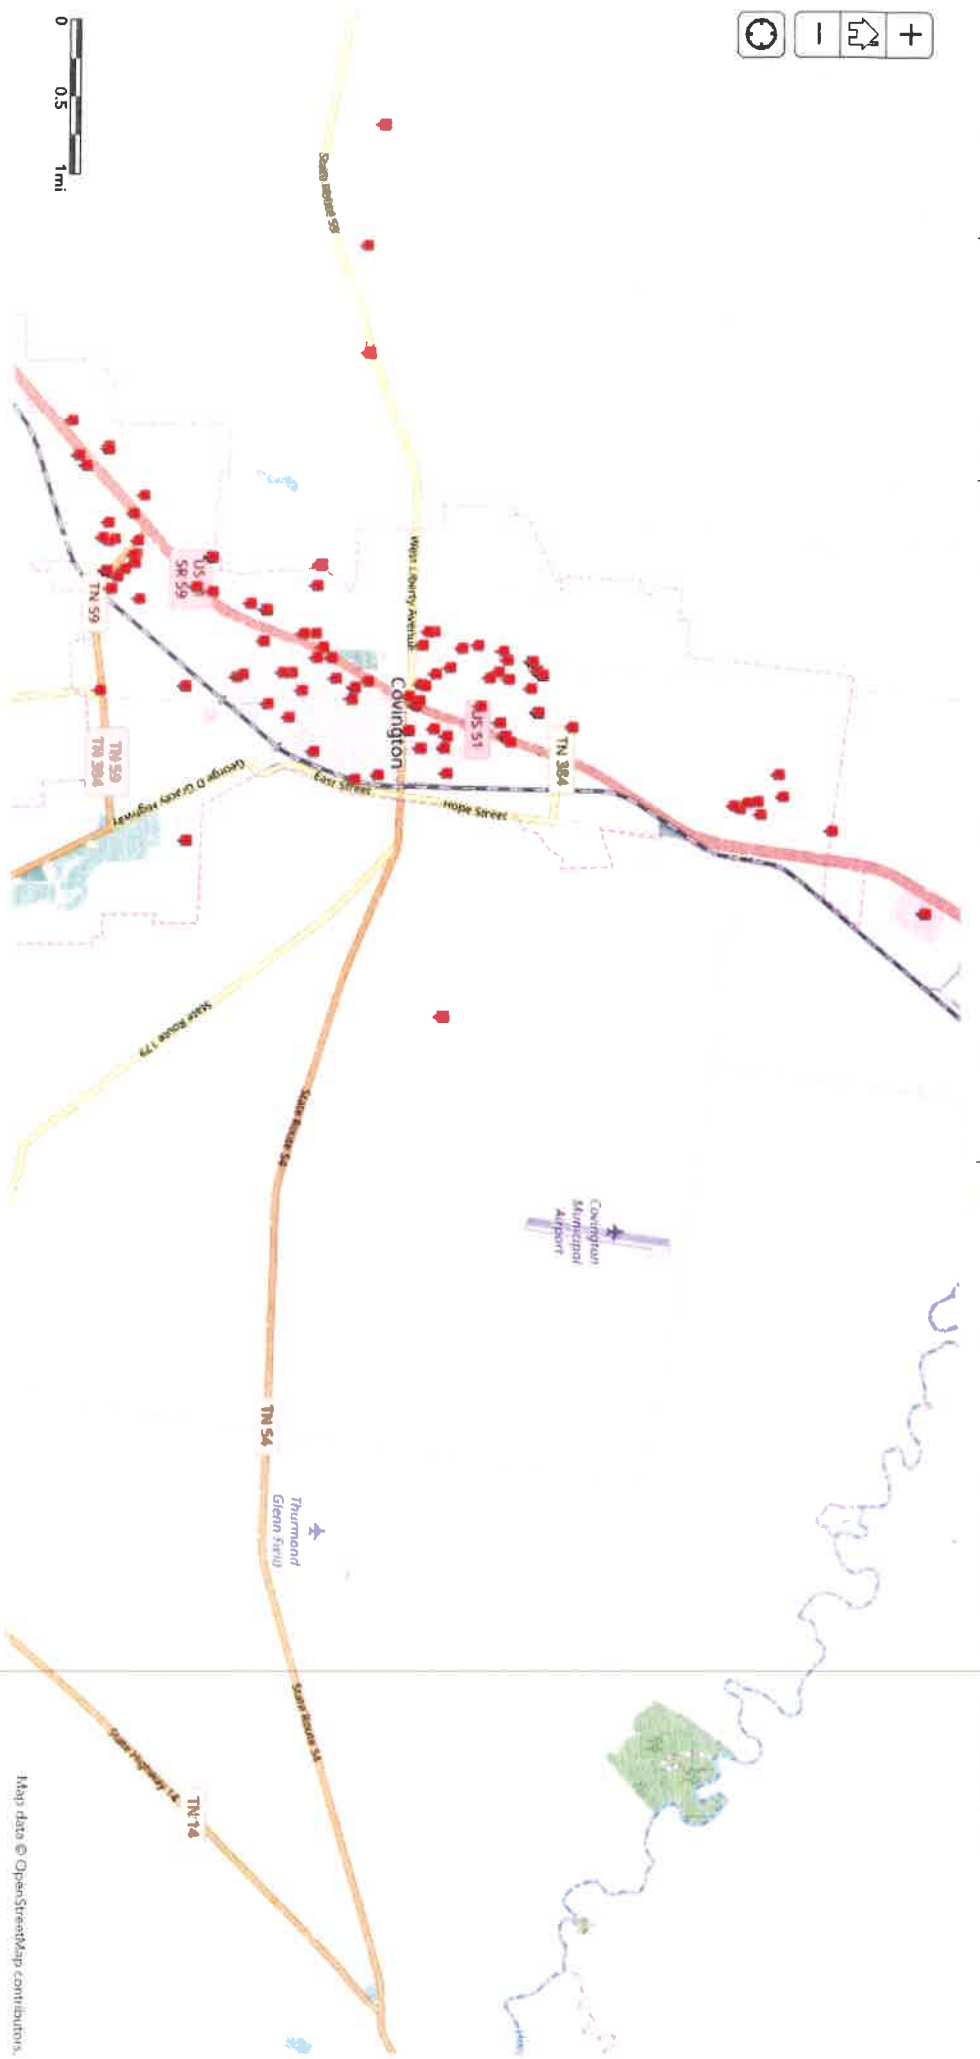 +
−
0
0.5
1mi
State Route 59
West Liberty Avenue
US
SR 59
TN 59
TN 59
TN 384
Covington
US 51
TN 384
East Street
Hope Street
George D Gracey Highway
State Route 179
State Route 54
Covington
Municipal
Airport
TN 54
Thurmond
Glenn Field
State Route 54
State Highway 14
TN 14
Map data © OpenStreetMap contributors.